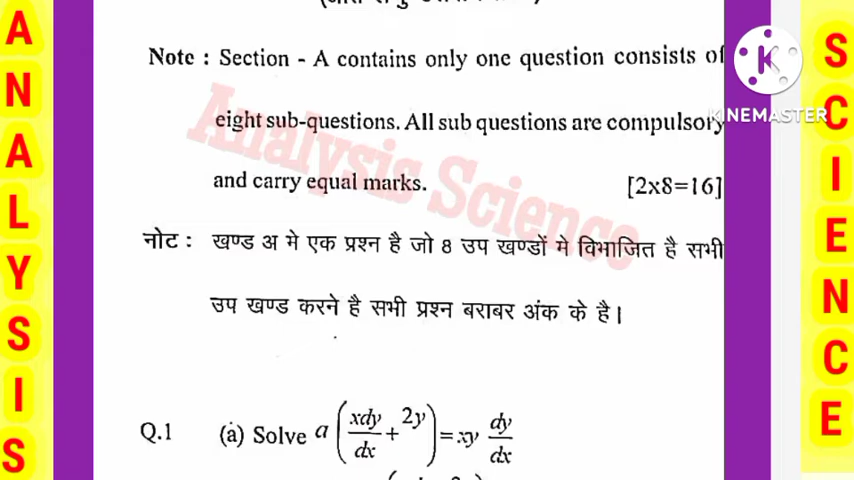 ANALYSIS
SCIENCE
KINEMASTER
Analysis Science
Note : Section - A contains only one question consists of
eight sub-questions. All sub questions are compulsory
and carry equal marks. [2x8=16]
नोट : खण्ड अ मे एक प्रश्न है जो 8 उप खण्डों मे विभाजित है सभी
उप खण्ड करने है सभी प्रश्न बराबर अंक के है।
Q.1 (a) Solve a(xdy/dx + 2y) = xy dy/dx